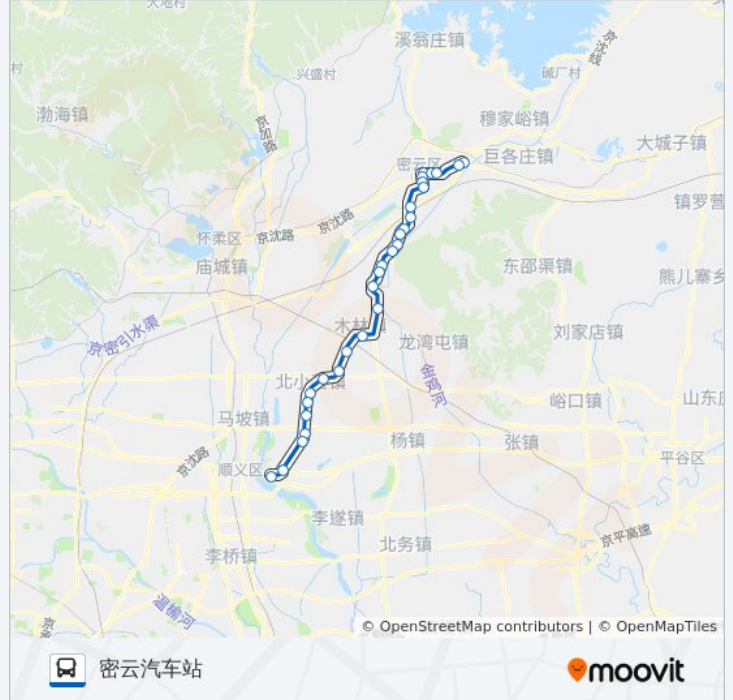 大地村
溪翁庄镇
京沈线
村
兴盛村
碱厂村
渤海镇
京加路
穆家峪镇
大城子镇
密云区
巨各庄镇
镇罗营
京沈路
怀柔区
京沈路
庙城镇
东邵渠镇
熊儿寨乡
京密引水渠
木林镇
龙湾屯镇
刘家店镇
金鸡河
北小营镇
峪口镇
山东庄
马坡镇
杨镇
张镇
京沈路
顺义区
平谷区
李遂镇
京平高速
李桥镇
北务镇
温榆河
© OpenStreetMap contributors | © OpenMapTiles
密云汽车站
moovit